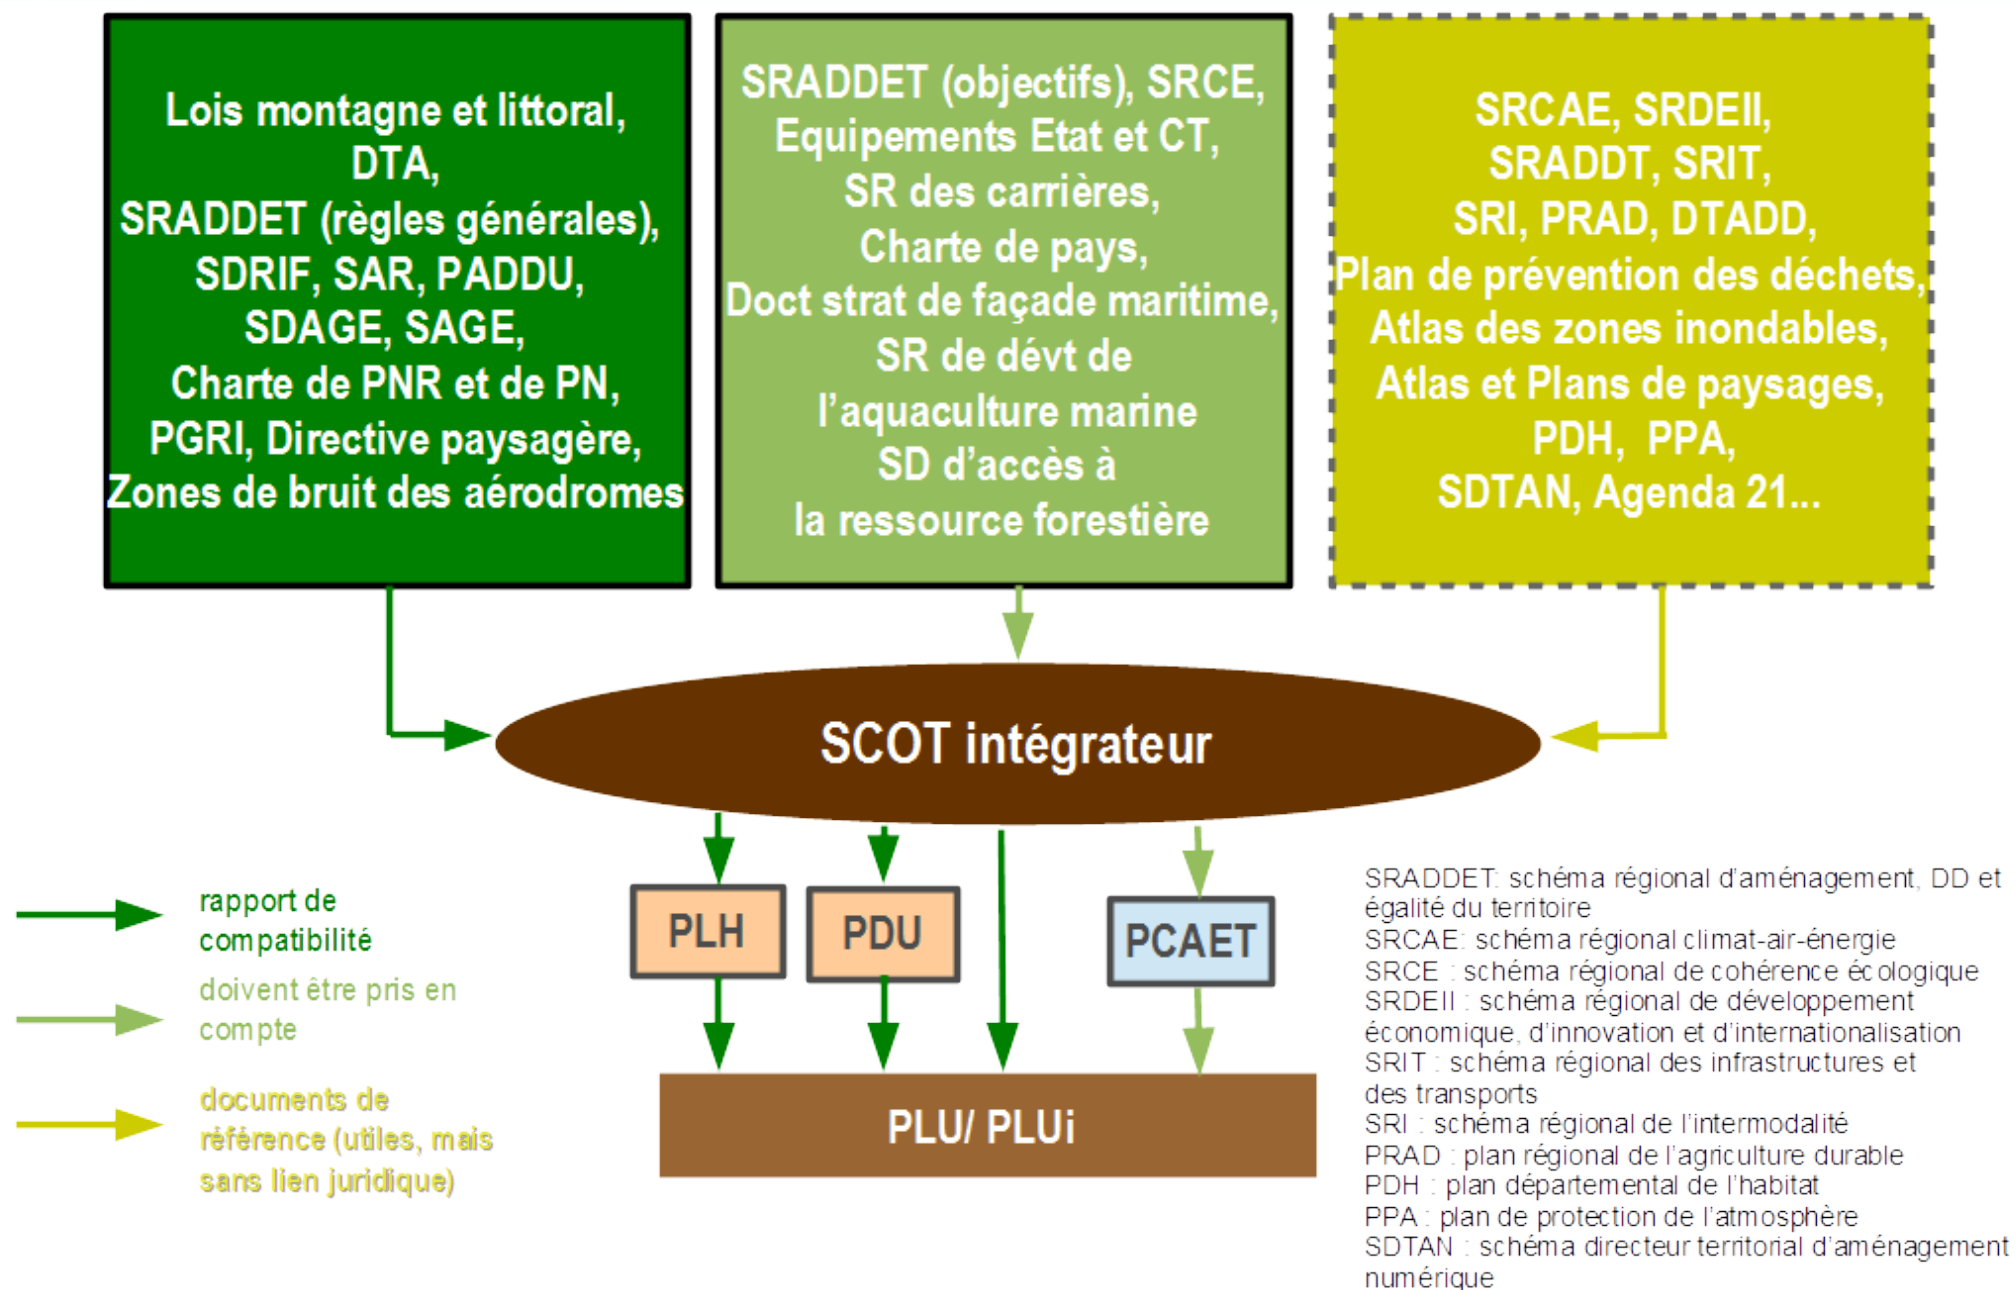 Lois montagne et littoral,
DTA,
SRADDET (règles générales),
SDRIF, SAR, PADDU,
SDAGE, SAGE,
Charte de PNR et de PN,
PGRI, Directive paysagère,
Zones de bruit des aérodromes
SRADDET (objectifs), SRCE,
Equipements Etat et CT,
SR des carrières,
Charte de pays,
Doct strat de façade maritime,
SR de dévt de
l'aquaculture marine
SD d'accès à
la ressource forestière
SRCAE, SRDEII,
SRADDT, SRIT,
SRI, PRAD, DTADD,
Plan de prévention des déchets,
Atlas des zones inondables,
Atlas et Plans de paysages,
PDH, PPA,
SDTAN, Agenda 21...
SCOT intégrateur
PLH
PDU
PCAET
PLU/ PLUi
rapport de
compatibilité
doivent être pris en
compte
documents de
référence (utiles, mais
sans lien juridique)
SRADDET: schéma régional d'aménagement, DD et
égalité du territoire
SRCAE: schéma régional climat-air-énergie
SRCE : schéma régional de cohérence écologique
SRDEII : schéma régional de développement
économique, d'innovation et d'internationalisation
SRIT : schéma régional des infrastructures et
des transports
SRI : schéma régional de l'intermodalité
PRAD : plan régional de l'agriculture durable
PDH : plan départemental de l'habitat
PPA : plan de protection de l'atmosphère
SDTAN : schéma directeur territorial d'aménagement
numérique